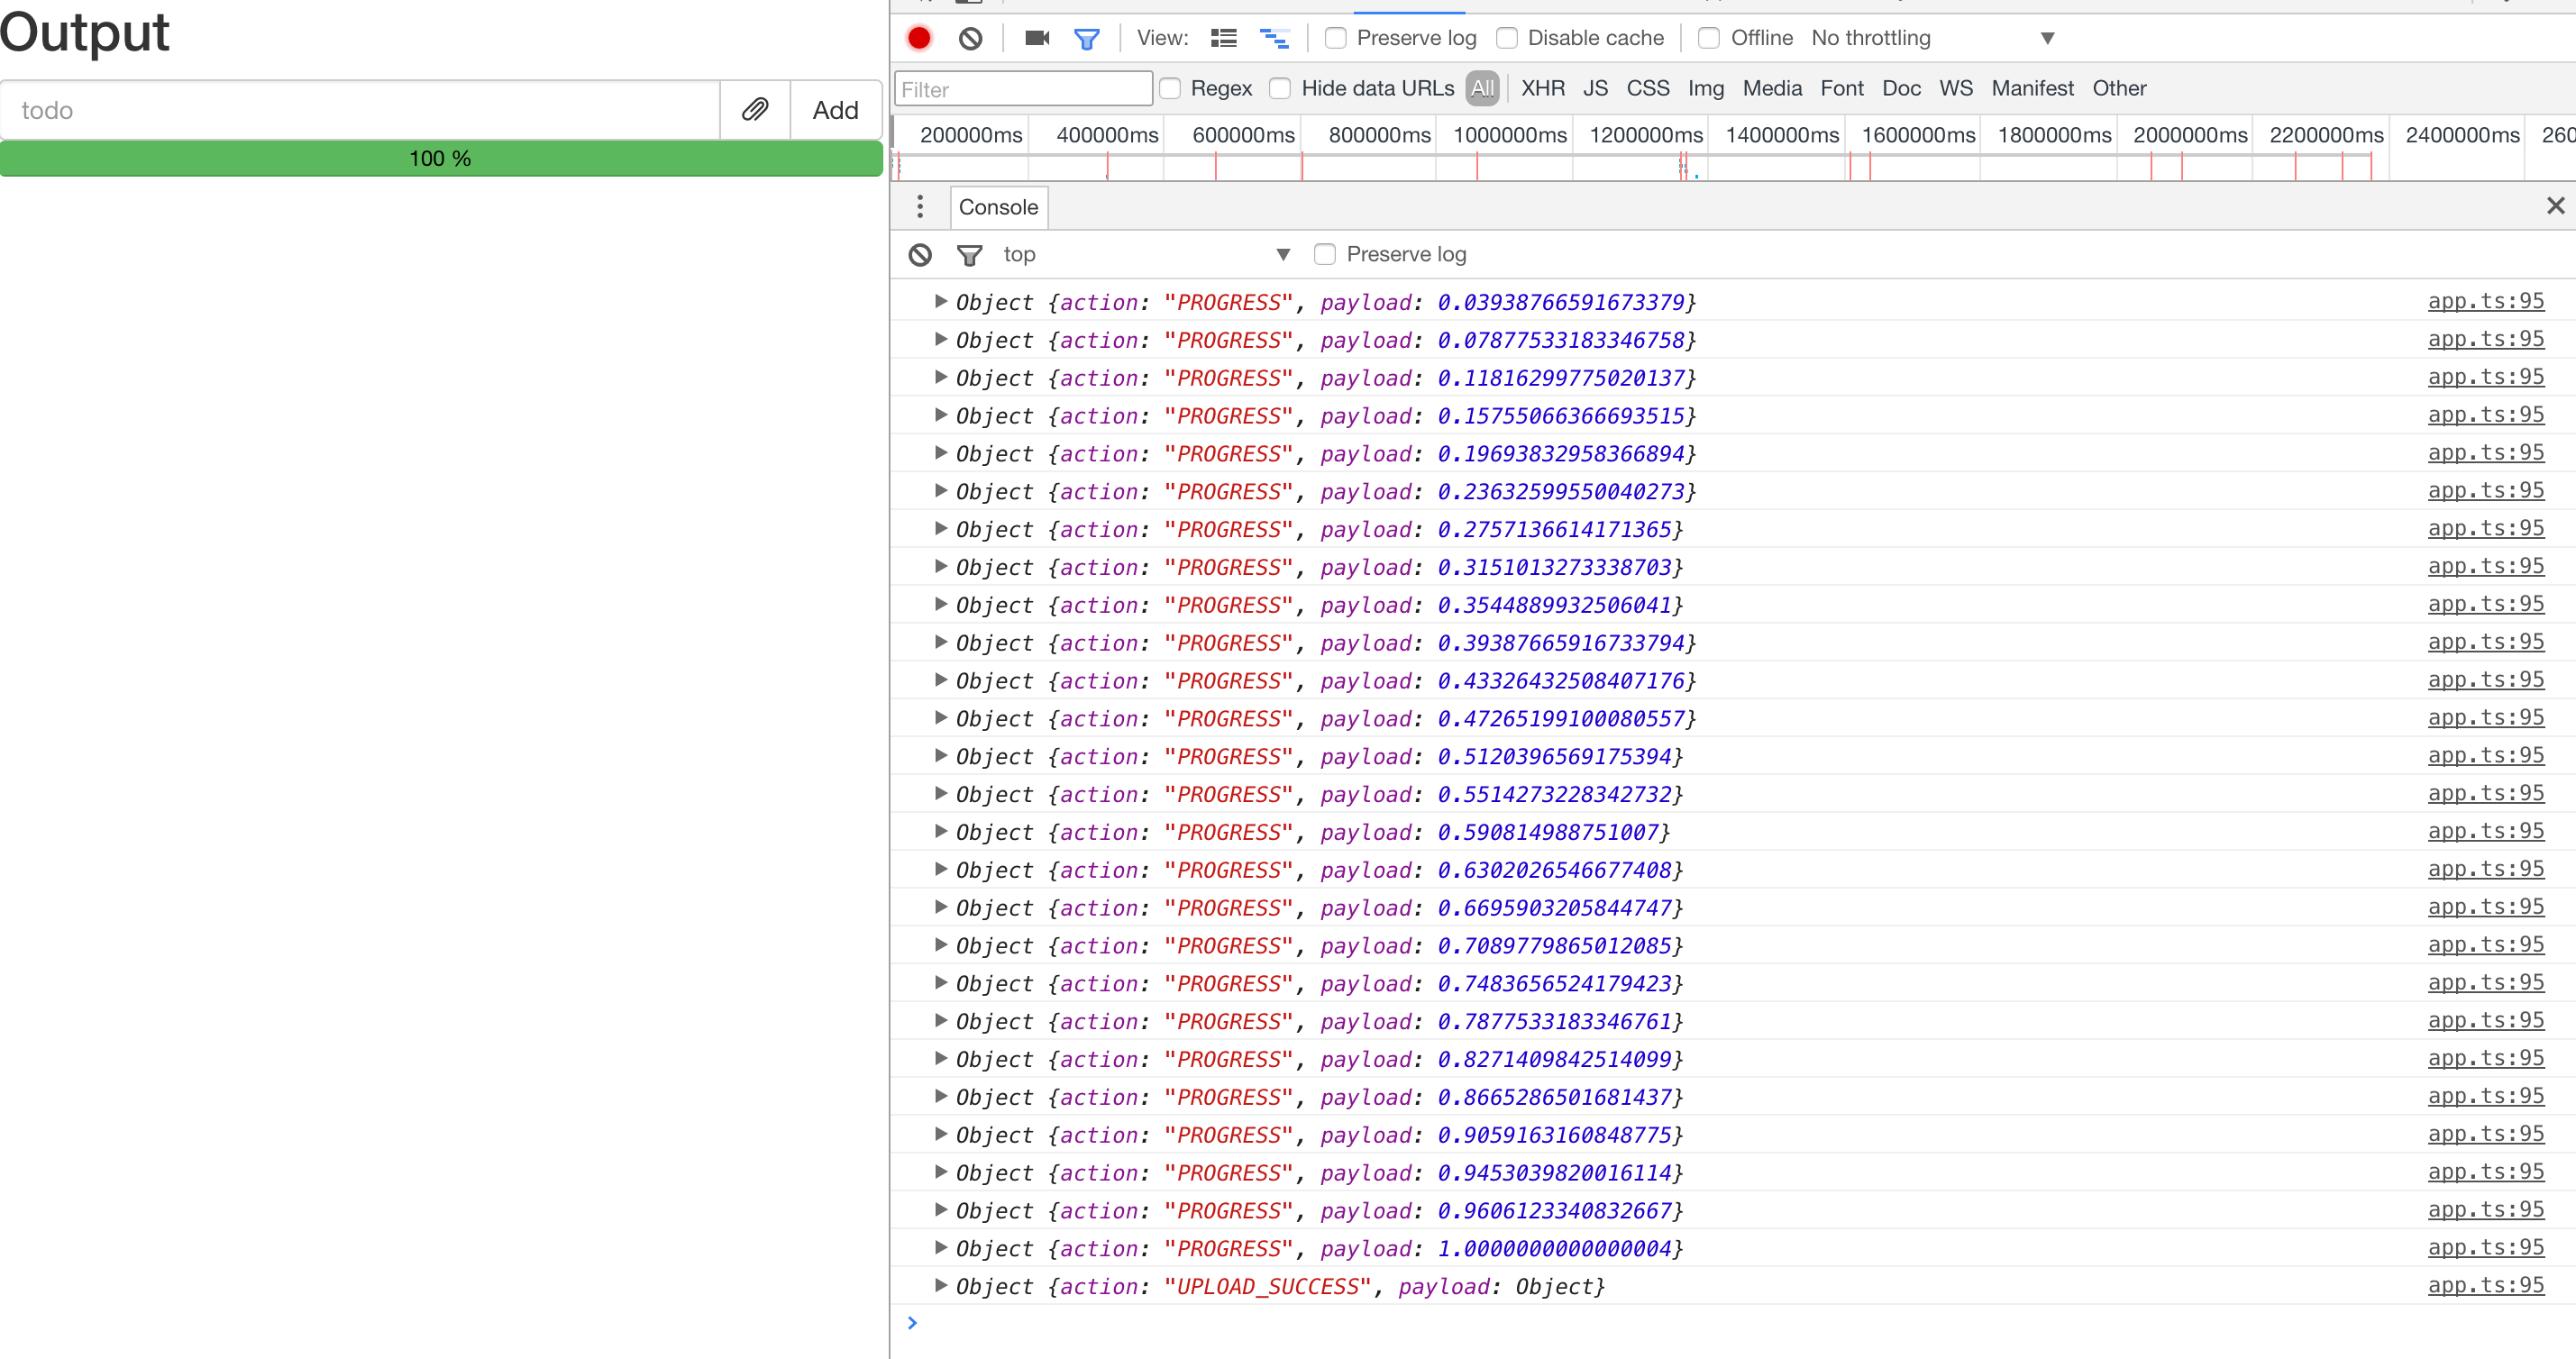 Output
todo
Add
100 %
View: Preserve log Disable cache Offline No throttling
Filter Regex Hide data URLs All XHR JS CSS Img Media Font Doc WS Manifest Other
200000ms 400000ms 600000ms 800000ms 1000000ms 1200000ms 1400000ms 1600000ms 1800000ms 2000000ms 2200000ms 2400000ms 260
Console
top Preserve log
Object {action: "PROGRESS", payload: 0.03938766591673379} app.ts:95
Object {action: "PROGRESS", payload: 0.07877533183346758} app.ts:95
Object {action: "PROGRESS", payload: 0.11816299775020137} app.ts:95
Object {action: "PROGRESS", payload: 0.15755066366693515} app.ts:95
Object {action: "PROGRESS", payload: 0.19693832958366894} app.ts:95
Object {action: "PROGRESS", payload: 0.23632599550040273} app.ts:95
Object {action: "PROGRESS", payload: 0.2757136614171365} app.ts:95
Object {action: "PROGRESS", payload: 0.3151013273338703} app.ts:95
Object {action: "PROGRESS", payload: 0.3544889932506041} app.ts:95
Object {action: "PROGRESS", payload: 0.39387665916733794} app.ts:95
Object {action: "PROGRESS", payload: 0.43326432508407176} app.ts:95
Object {action: "PROGRESS", payload: 0.47265199100080557} app.ts:95
Object {action: "PROGRESS", payload: 0.5120396569175394} app.ts:95
Object {action: "PROGRESS", payload: 0.5514273228342732} app.ts:95
Object {action: "PROGRESS", payload: 0.590814988751007} app.ts:95
Object {action: "PROGRESS", payload: 0.6302026546677408} app.ts:95
Object {action: "PROGRESS", payload: 0.6695903205844747} app.ts:95
Object {action: "PROGRESS", payload: 0.7089779865012085} app.ts:95
Object {action: "PROGRESS", payload: 0.7483656524179423} app.ts:95
Object {action: "PROGRESS", payload: 0.7877533183346761} app.ts:95
Object {action: "PROGRESS", payload: 0.8271409842514099} app.ts:95
Object {action: "PROGRESS", payload: 0.8665286501681437} app.ts:95
Object {action: "PROGRESS", payload: 0.9059163160848775} app.ts:95
Object {action: "PROGRESS", payload: 0.9453039820016114} app.ts:95
Object {action: "PROGRESS", payload: 0.9606123340832667} app.ts:95
Object {action: "PROGRESS", payload: 1.0000000000000004} app.ts:95
Object {action: "UPLOAD_SUCCESS", payload: Object} app.ts:95